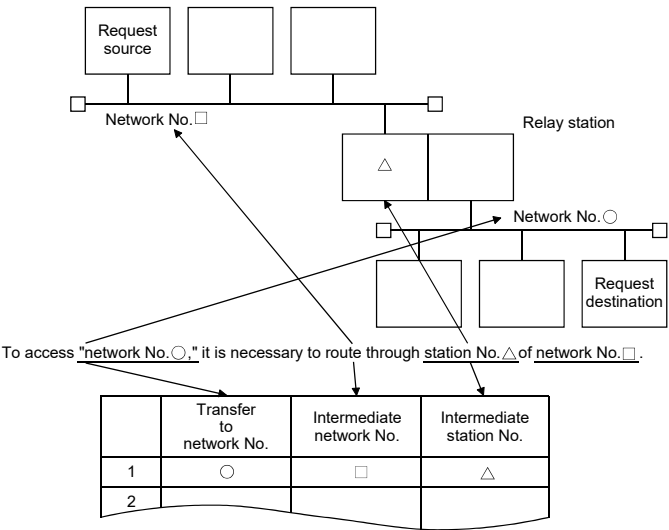 Request
source
Network No.□
Relay station
△
Network No.○
Request
destination
To access "network No.○," it is necessary to route through station No.△ of network No.□.
Transfer
to
network No.
Intermediate
network No.
Intermediate
station No.
1 ○ □ △
2